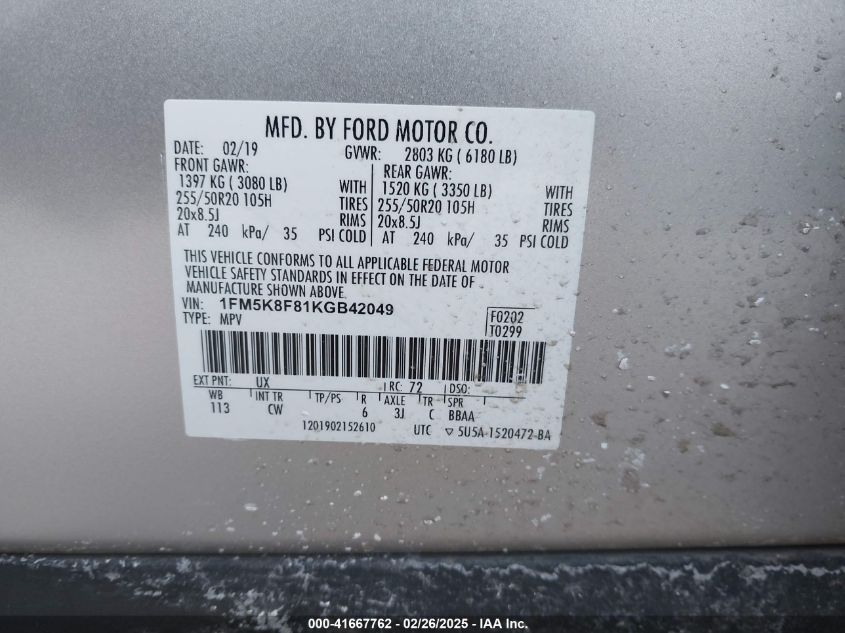 MFD. BY FORD MOTOR CO.
DATE: 02/19 GVWR: 2803 KG ( 6180 LB)
FRONT GAWR: REAR GAWR:
1397 KG ( 3080 LB) WITH 1520 KG ( 3350 LB) WITH
255/50R20 105H TIRES 255/50R20 105H TIRES
20x8.5J RIMS 20x8.5J RIMS
AT 240 kPa/ 35 PSI COLD AT 240 kPa/ 35 PSI COLD
THIS VEHICLE CONFORMS TO ALL APPLICABLE FEDERAL MOTOR
VEHICLE SAFETY STANDARDS IN EFFECT ON THE DATE OF
MANUFACTURE SHOWN ABOVE.
VIN: 1FM5K8F81KGB42049
TYPE: MPV
F0202
T0299
EXT PNT: UX RC: 72 DSO:
WB INT TR TP/PS R AXLE TR SPR
113 CW 6 3J C BBAA
1201902152610 UTC ▽ 5U5A-1520472-BA
000-41667762 - 02/26/2025 - IAA Inc.